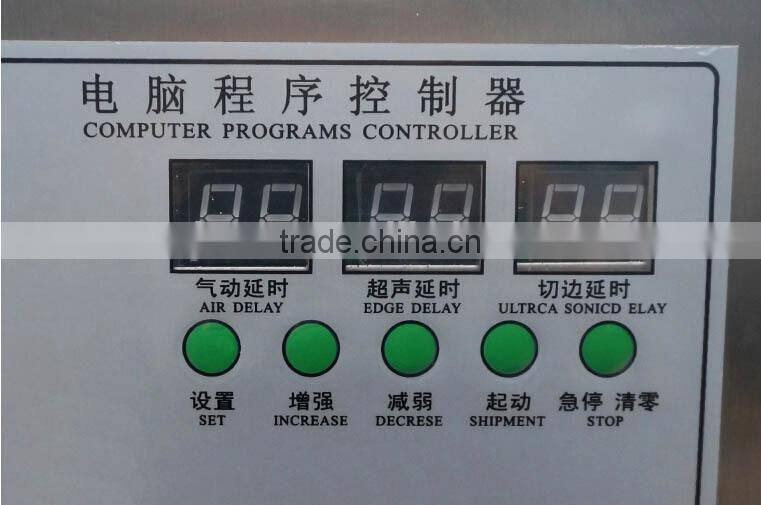 电脑程序控制器
COMPUTER PROGRAMS CONTROLLER
trade.china.cn
气动延时 超声延时 切边延时
AIR DELAY EDGE DELAY ULTRCA SONICD ELAY
设置 增强 减弱 起动 急停 清零
SET INCREASE DECRESE SHIPMENT STOP